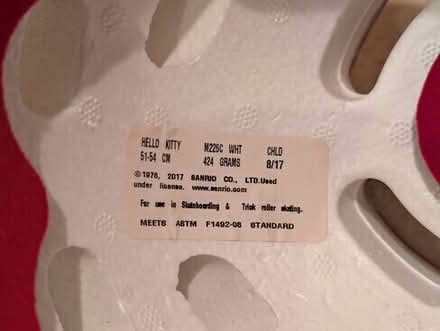 HELLO KITTY M226C WHT CHLD
51-54 CM 424 GRAMS 8/17
©1976, 2017 SANRIO CO., LTD.Used
under license. www.sanrio.com
For use in Skateboarding & Trick roller skating.
MEETS ASTM F1492-08 STANDARD